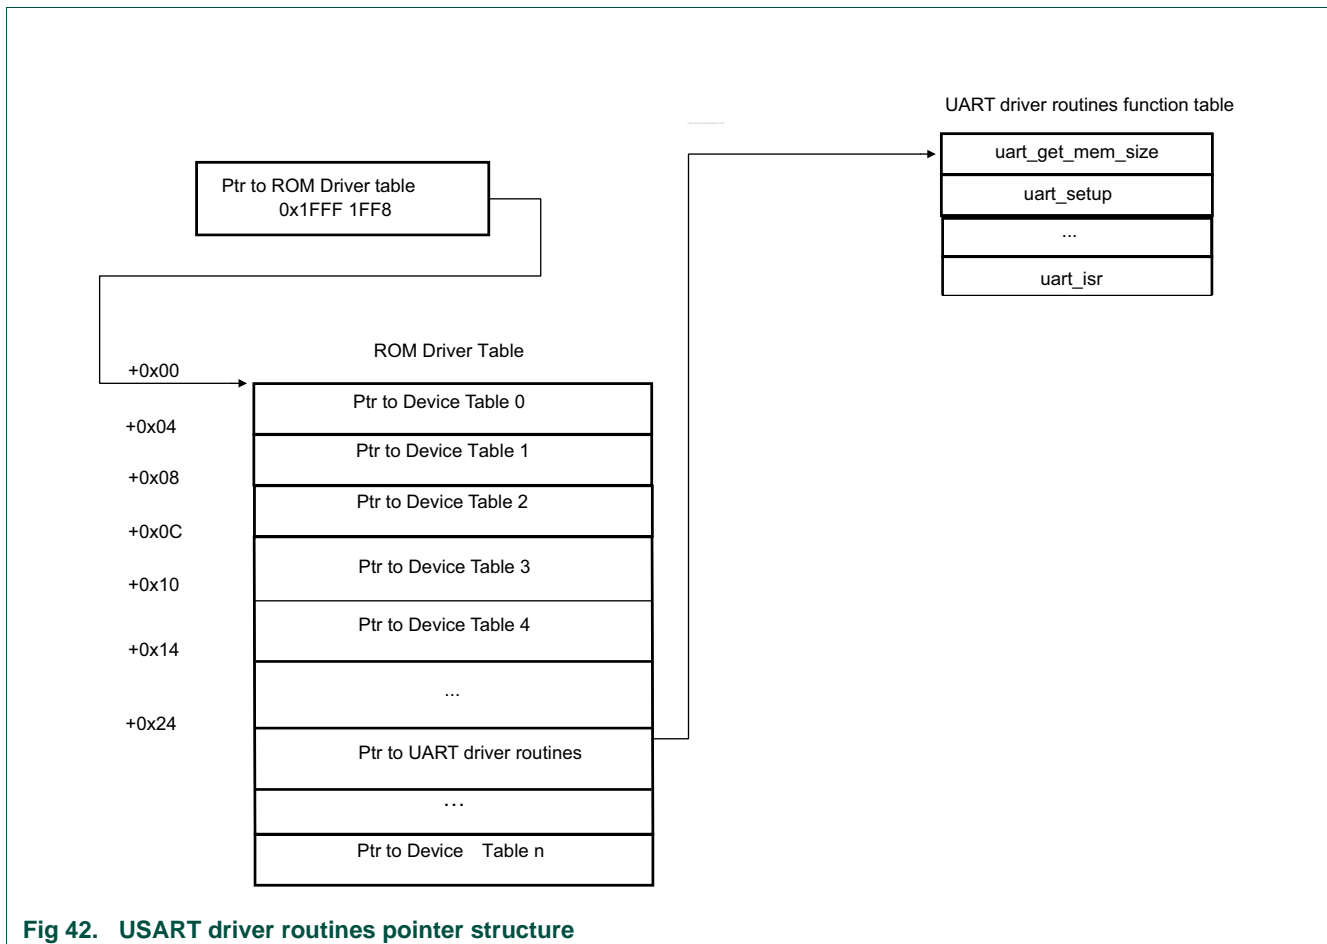 UART driver routines function table
uart_get_mem_size
uart_setup
...
uart_isr
Ptr to ROM Driver table
0x1FFF 1FF8
ROM Driver Table
+0x00
Ptr to Device Table 0
+0x04
Ptr to Device Table 1
+0x08
Ptr to Device Table 2
+0x0C
Ptr to Device Table 3
+0x10
Ptr to Device Table 4
+0x14
...
+0x24
Ptr to UART driver routines
...
Ptr to Device Table n
Fig 42. USART driver routines pointer structure